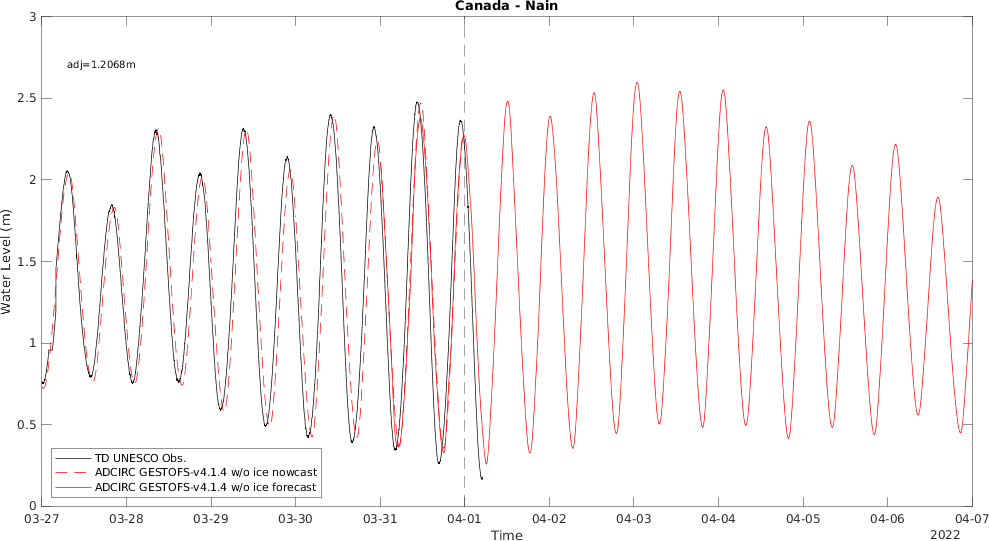 Canada - Nain
3
2.5
2
1.5
1
0.5
0
Water Level (m)
adj=1.2068m
TD UNESCO Obs.
ADCIRC GESTOFS-v4.1.4 w/o ice nowcast
ADCIRC GESTOFS-v4.1.4 w/o ice forecast
03-27 03-28 03-29 03-30 03-31 04-01 04-02 04-03 04-04 04-05 04-06 04-07
Time
2022